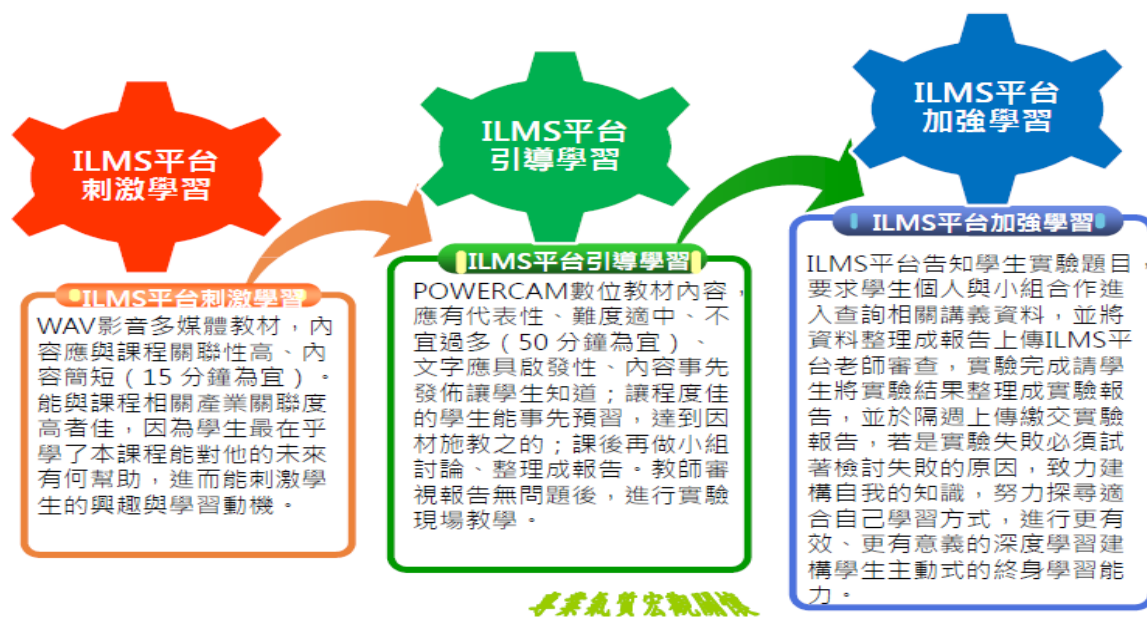 ILMS平台
刺激學習
ILMS平台刺激學習
WAV影音多媒體教材，內
容應與課程關聯性高、內
容簡短（15 分鐘為宜）。
能與課程相關產業關聯度
高者佳，因為學生最在乎
學了本課程能對他的未來
有何幫助，進而能刺激學
生的興趣與學習動機。
ILMS平台
引導學習
ILMS平台引導學習
POWERCAM數位教材內容，
應有代表性、難度適中、不
宜過多（50 分鐘為宜）、
文字應具啟發性、內容事先
發佈讓學生知道；讓程度佳
的學生能事先預習，達到因
材施教之的；課後再做小組
討論、整理成報告。教師審
視報告無問題後，進行實驗
現場教學。
ILMS平台
加強學習
ILMS平台加強學習
ILMS平台告知學生實驗題目，
要求學生個人與小組合作進
入查詢相關講義資料，並將
資料整理成報告上傳ILMS平
台老師審查，實驗完成請學
生將實驗結果整理成實驗報
告，並於隔週上傳繳交實驗
報告，若是實驗失敗必須試
著檢討失敗的原因，致力建
構自我的知識，努力探尋適
合自己學習方式，進行更有
效、更有意義的深度學習建
構學生主動式的終身學習能
力。
專業氣質宏觀關懷